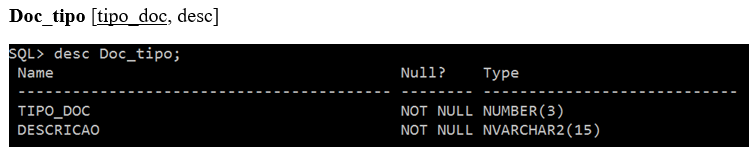 Doc_tipo [tipo_doc, desc]
SQL> desc Doc_tipo;
Name Null? Type
----------------------------------------- -------- ----------------------------
TIPO_DOC NOT NULL NUMBER(3)
DESCRICAO NOT NULL NVARCHAR2(15)